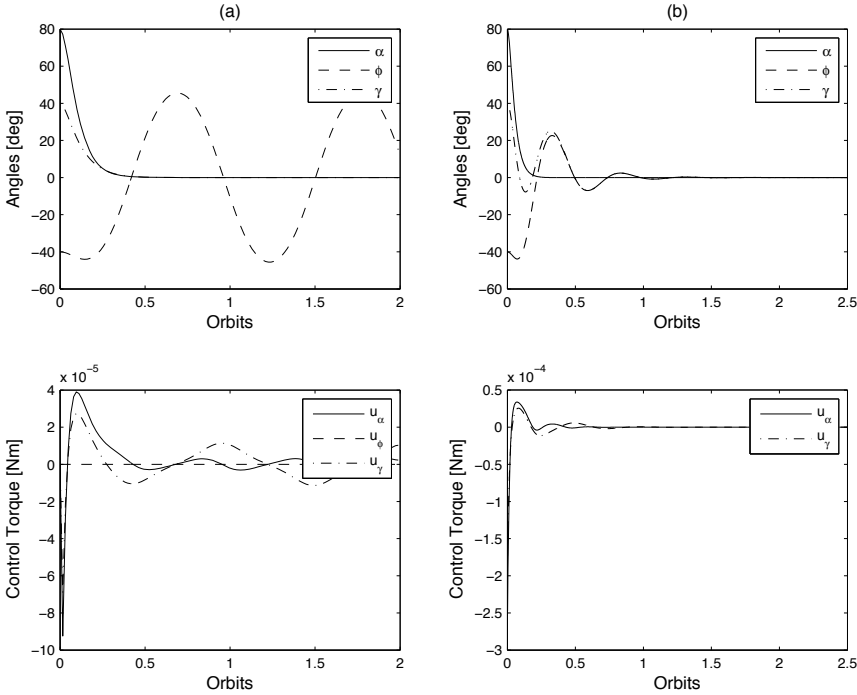 (a)
80
60
40
20
0
−20
−40
−60
Angles [deg]
0
0.5
1
1.5
2
Orbits
α
ϕ
γ
(b)
80
60
40
20
0
−20
−40
−60
Angles [deg]
0
0.5
1
1.5
2
2.5
Orbits
α
ϕ
γ
x 10⁻⁵
4
2
0
−2
−4
−6
−8
−10
Control Torque [Nm]
0
0.5
1
1.5
2
Orbits
u_α
u_ϕ
u_γ
x 10⁻⁴
0.5
0
−0.5
−1
−1.5
−2
−2.5
−3
Control Torque [Nm]
0
0.5
1
1.5
2
2.5
Orbits
u_α
u_γ